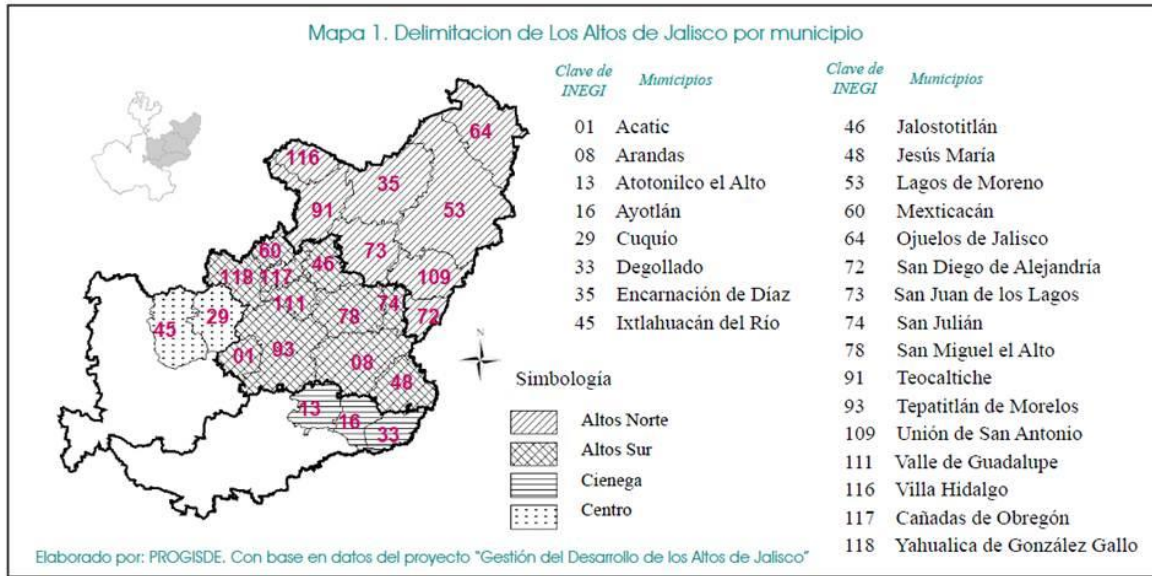 Mapa 1. Delimitacion de Los Altos de Jalisco por municipio
Clave de INEGI Municipios
01 Acatic
08 Arandas
13 Atotonilco el Alto
16 Ayotlán
29 Cuquío
33 Degollado
35 Encarnación de Díaz
45 Ixtlahuacán del Río
Clave de INEGI Municipios
46 Jalostotitlán
48 Jesús María
53 Lagos de Moreno
60 Mexticacán
64 Ojuelos de Jalisco
72 San Diego de Alejandría
73 San Juan de los Lagos
74 San Julián
78 San Miguel el Alto
91 Teocaltiche
93 Tepatitlán de Morelos
109 Unión de San Antonio
111 Valle de Guadalupe
116 Villa Hidalgo
117 Cañadas de Obregón
118 Yahualica de González Gallo
64
116
35
91
53
73
60
46
118
117
109
111
74
29
78
72
45
93
01
08
48
13
16
33
N
Simbología
Altos Norte
Altos Sur
Cienega
Centro
Elaborado por: PROGISDE. Con base en datos del proyecto "Gestión del Desarrollo de los Altos de Jalisco"